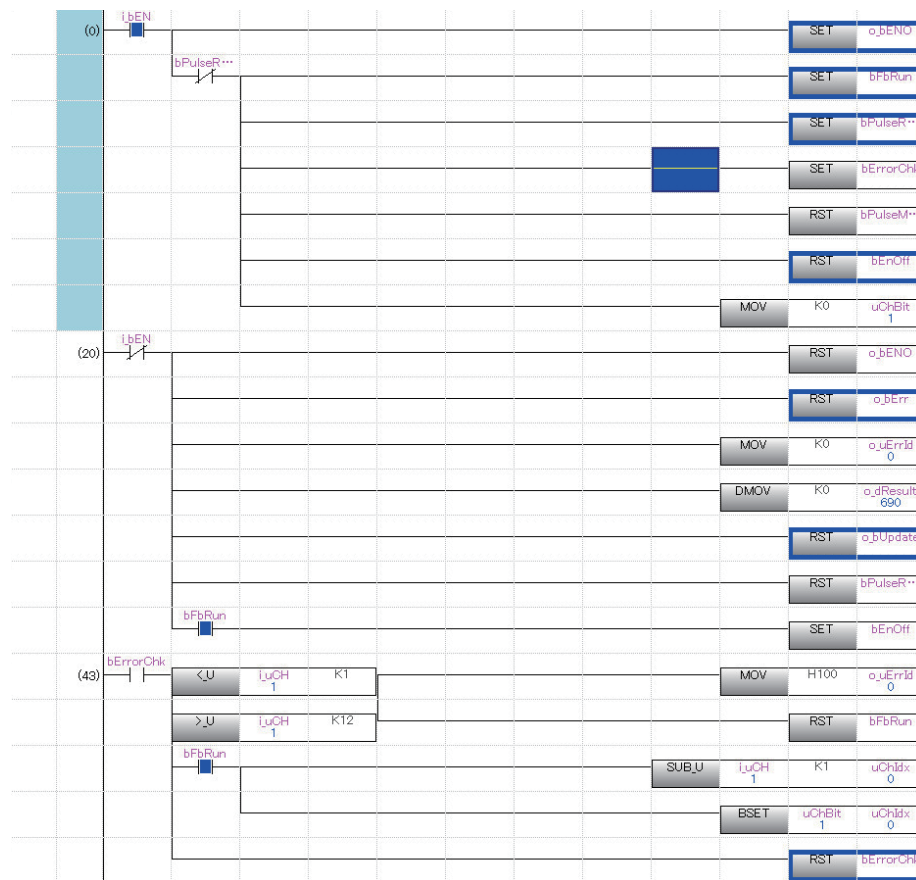 i_bEN
(0) SET o_bENO
bPulseR…
SET bFbRun
SET bPulseR…
SET bErrorChk
RST bPulseM…
RST bEnOff
MOV K0 uChBit
1
i_bEN
(20) RST o_bENO
RST o_bErr
MOV K0 o_uErrId
0
DMOV K0 o_dResult
690
RST o_bUpdate
RST bPulseR…
bFbRun
SET bEnOff
bErrorChk
(43) <_U i_uCH K1 MOV H100 o_uErrId
1 0
>_U i_uCH K12 RST bFbRun
1
bFbRun
SUB_U i_uCH K1 uChIdx
1 0
BSET uChBit uChIdx
1 0
RST bErrorChk